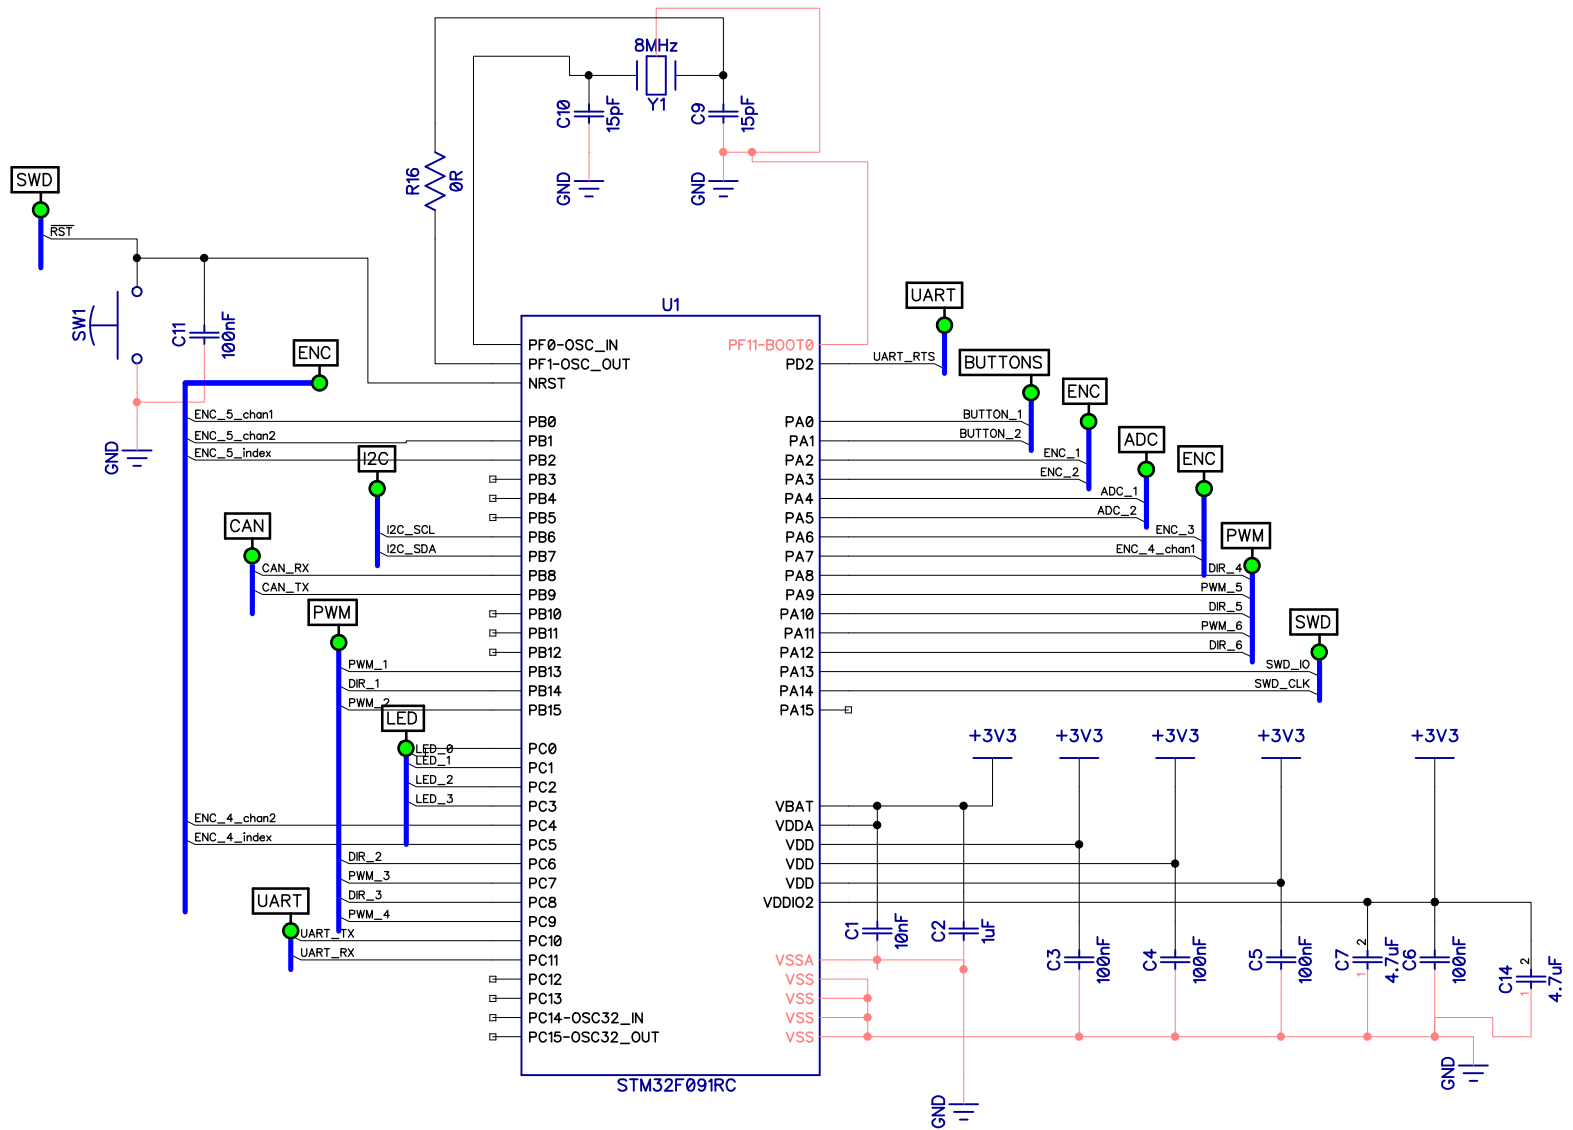 8MHz
Y1
C10
15pF
C9
15pF
GND
GND
R16
0R
SWD
RST
SW1
C11
100nF
GND
ENC
U1
UART
BUTTONS
ENC
ADC
ENC
PWM
SWD
I2C
CAN
PWM
LED
UART
PF0-OSC_IN
PF1-OSC_OUT
NRST
ENC_5_chan1 PB0
ENC_5_chan2 PB1
ENC_5_index PB2
PB3
PB4
PB5
I2C_SCL PB6
I2C_SDA PB7
CAN_RX PB8
CAN_TX PB9
PB10
PB11
PB12
PWM_1 PB13
DIR_1 PB14
PWM_2 PB15
LED_0 PC0
LED_1 PC1
LED_2 PC2
LED_3 PC3
ENC_4_chan2 PC4
ENC_4_index PC5
DIR_2 PC6
PWM_3 PC7
DIR_3 PC8
PWM_4 PC9
UART_TX PC10
UART_RX PC11
PC12
PC13
PC14-OSC32_IN
PC15-OSC32_OUT
PF11-BOOT0
PD2 UART_RTS
PA0 BUTTON_1
PA1 BUTTON_2
PA2 ENC_1
PA3 ENC_2
PA4 ADC_1
PA5 ADC_2
PA6 ENC_3
PA7 ENC_4_chan1
PA8 DIR_4
PA9 PWM_5
PA10 DIR_5
PA11 PWM_6
PA12 DIR_6
PA13 SWD_IO
PA14 SWD_CLK
PA15
+3V3 +3V3 +3V3 +3V3 +3V3
VBAT
VDDA
VDD
VDD
VDD
VDDIO2
VSSA
VSS
VSS
VSS
VSS
C1
10nF
C2
1uF
C3
100nF
C4
100nF
C5
100nF
C7
2
1
4.7uF
C6
100nF
C14
2
1
4.7uF
GND
GND
STM32F091RC